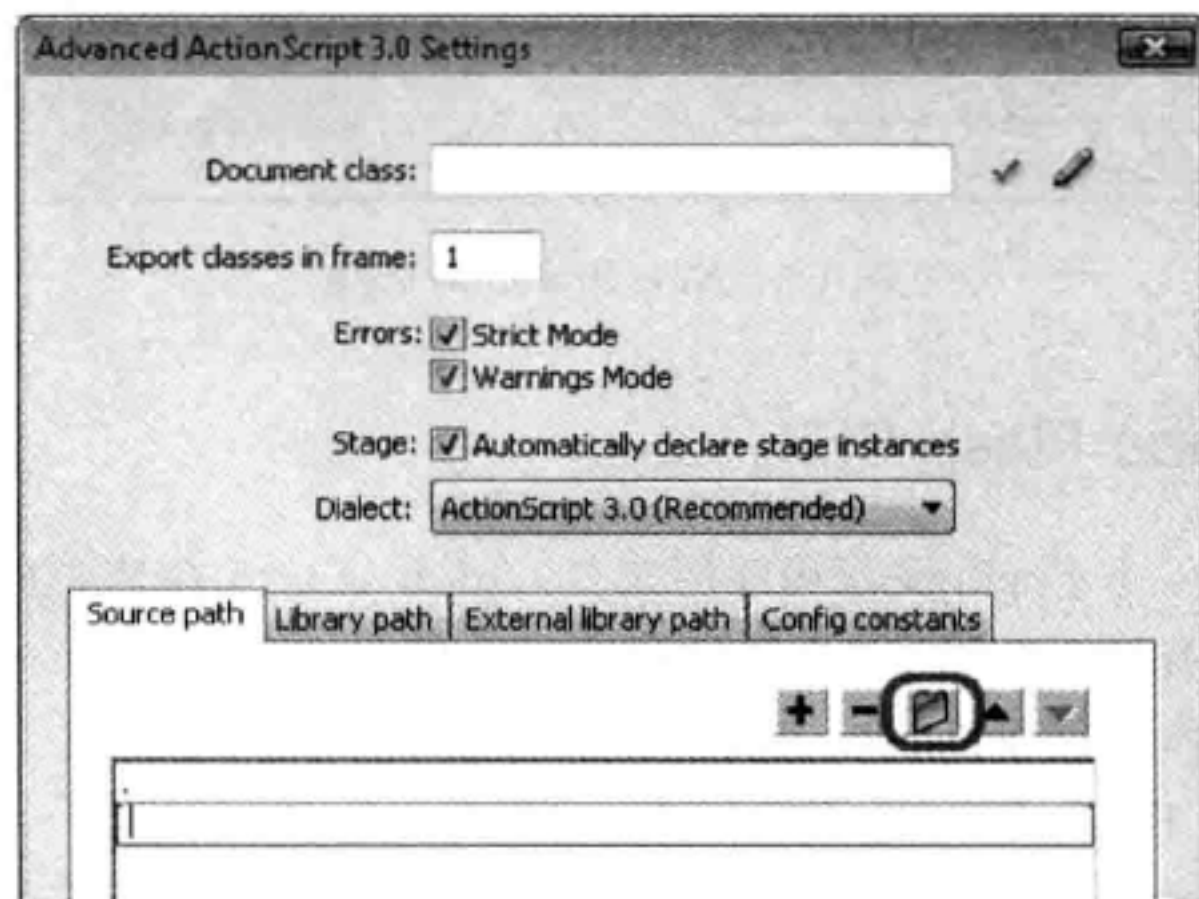 Advanced ActionScript 3.0 Settings
Document class:
Export classes in frame: 1
Errors: Strict Mode
Warnings Mode
Stage: Automatically declare stage instances
Dialect: ActionScript 3.0 (Recommended)
Source path Library path External library path Config constants
.